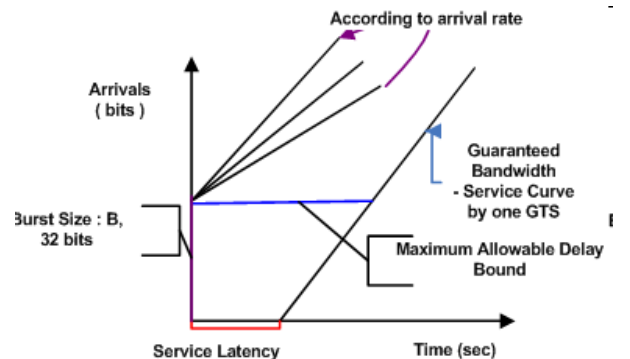 According to arrival rate
Arrivals
( bits)
Guaranteed
Bandwidth
- Service Curve
by one GTS
Burst Size : B,
32 bits
Maximum Allowable Delay
Bound
Service Latency
Time (sec)